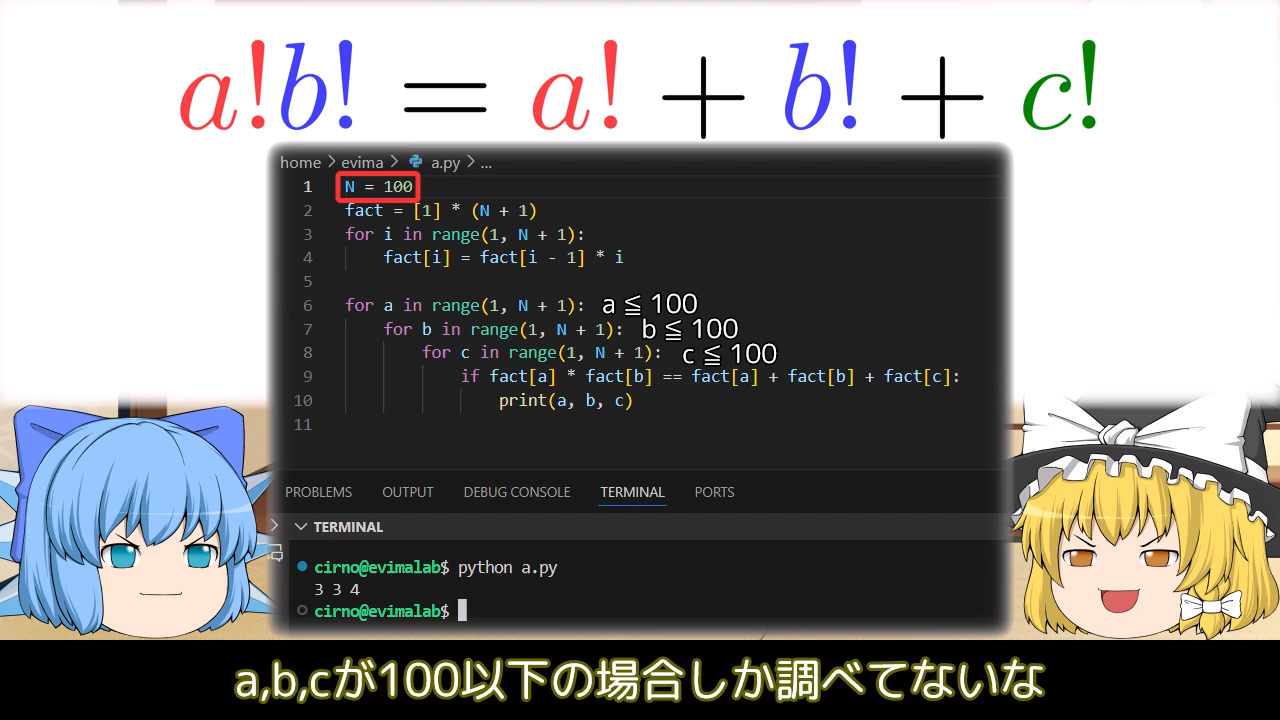 a!b! = a! + b! + c!
home > evima > a.py > ...
1 N = 100
2 fact = [1] * (N + 1)
3 for i in range(1, N + 1):
4     fact[i] = fact[i - 1] * i
5
6 for a in range(1, N + 1): a ≦ 100
7     for b in range(1, N + 1): b ≦ 100
8         for c in range(1, N + 1): c ≦ 100
9             if fact[a] * fact[b] == fact[a] + fact[b] + fact[c]:
10                 print(a, b, c)
11
PROBLEMS OUTPUT DEBUG CONSOLE TERMINAL PORTS
TERMINAL
cirno@evimalab$ python a.py
3 3 4
cirno@evimalab$
a,b,cが100以下の場合しか調べてないな